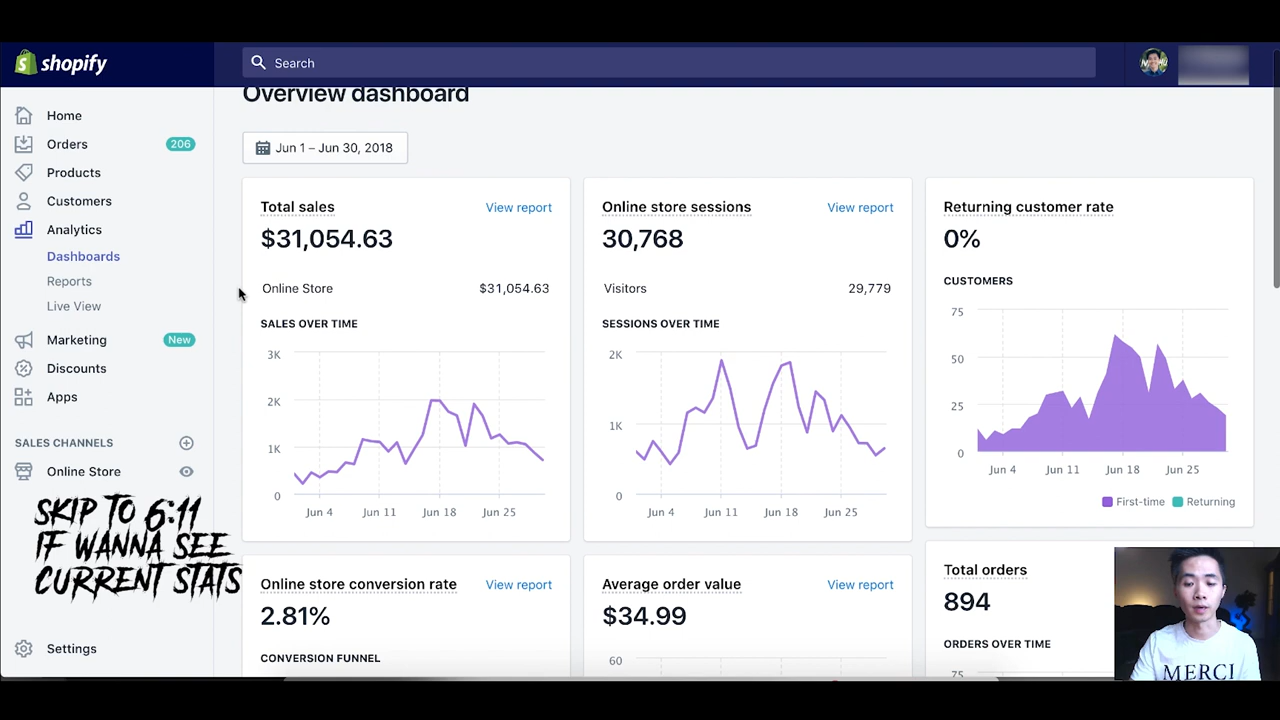 shopify
Search
Overview dashboard
Jun 1 – Jun 30, 2018
Home
Orders 206
Products
Customers
Analytics
Dashboards
Reports
Live View
Marketing New
Discounts
Apps
SALES CHANNELS
Online Store
SKIP TO 6:11
IF WANNA SEE
CURRENT STATS
Settings
Total sales View report
$31,054.63
Online Store $31,054.63
SALES OVER TIME
3K
2K
1K
0
Jun 4 Jun 11 Jun 18 Jun 25
Online store sessions View report
30,768
Visitors 29,779
SESSIONS OVER TIME
2K
1K
0
Jun 4 Jun 11 Jun 18 Jun 25
Returning customer rate
0%
CUSTOMERS
75
50
25
0
Jun 4 Jun 11 Jun 18 Jun 25
First-time Returning
Online store conversion rate View report
2.81%
CONVERSION FUNNEL
Average order value View report
$34.99
60
Total orders
894
ORDERS OVER TIME
75
MERCI